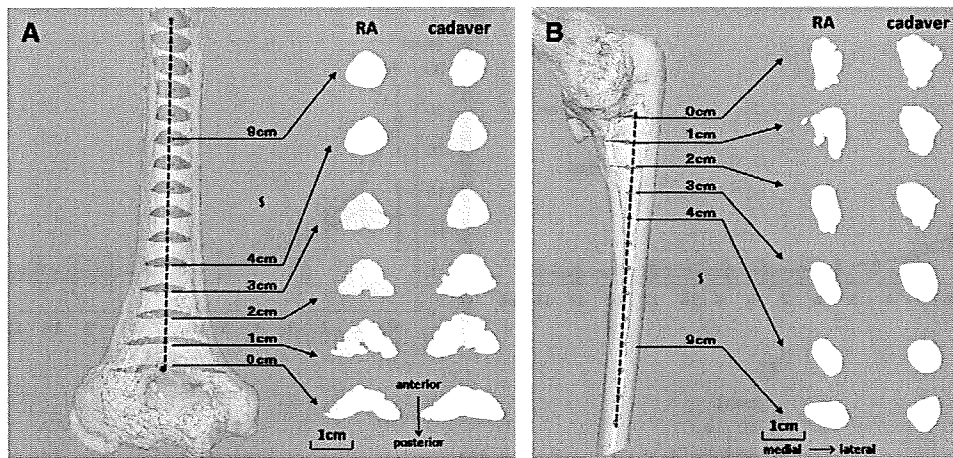 A
RA
cadaver
9cm
4cm
3cm
2cm
1cm
0cm
anterior
posterior
1cm
B
RA
cadaver
0cm
1cm
2cm
3cm
4cm
9cm
1cm
medial
lateral